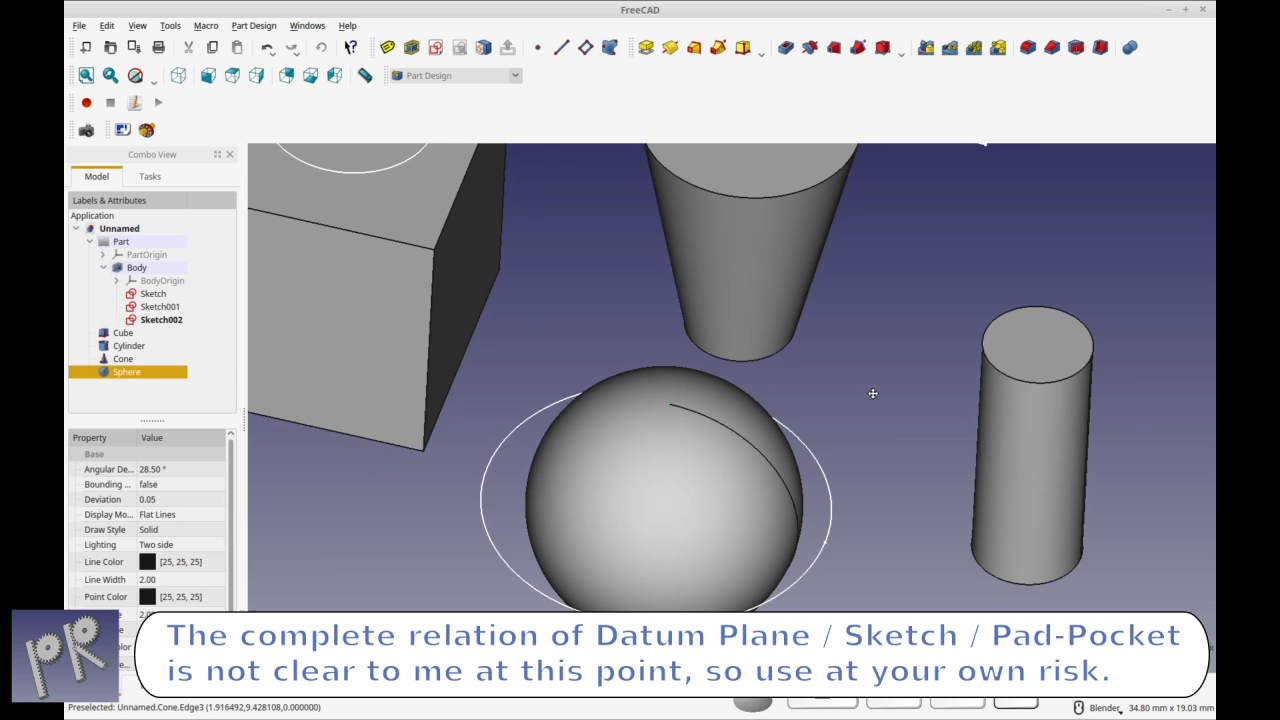 FreeCAD
File Edit View Tools Macro Part Design Windows Help
Part Design
Combo View
Model Tasks
Labels & Attributes
Application
Unnamed
Part
PartOrigin
Body
BodyOrigin
Sketch
Sketch001
Sketch002
Cube
Cylinder
Cone
Sphere
Property Value
Base
Angular De... 28.50 °
Bounding ... false
Deviation 0.05
Display Mo... Flat Lines
Draw Style Solid
Lighting Two side
Line Color [25, 25, 25]
Line Width 2.00
Point Color [25, 25, 25]
PR
The complete relation of Datum Plane / Sketch / Pad-Pocket
is not clear to me at this point, so use at your own risk.
Preselected: Unnamed.Cone.Edge3 (1.916492,9.428108,0.000000)
Blender 34.80 mm x 19.03 mm